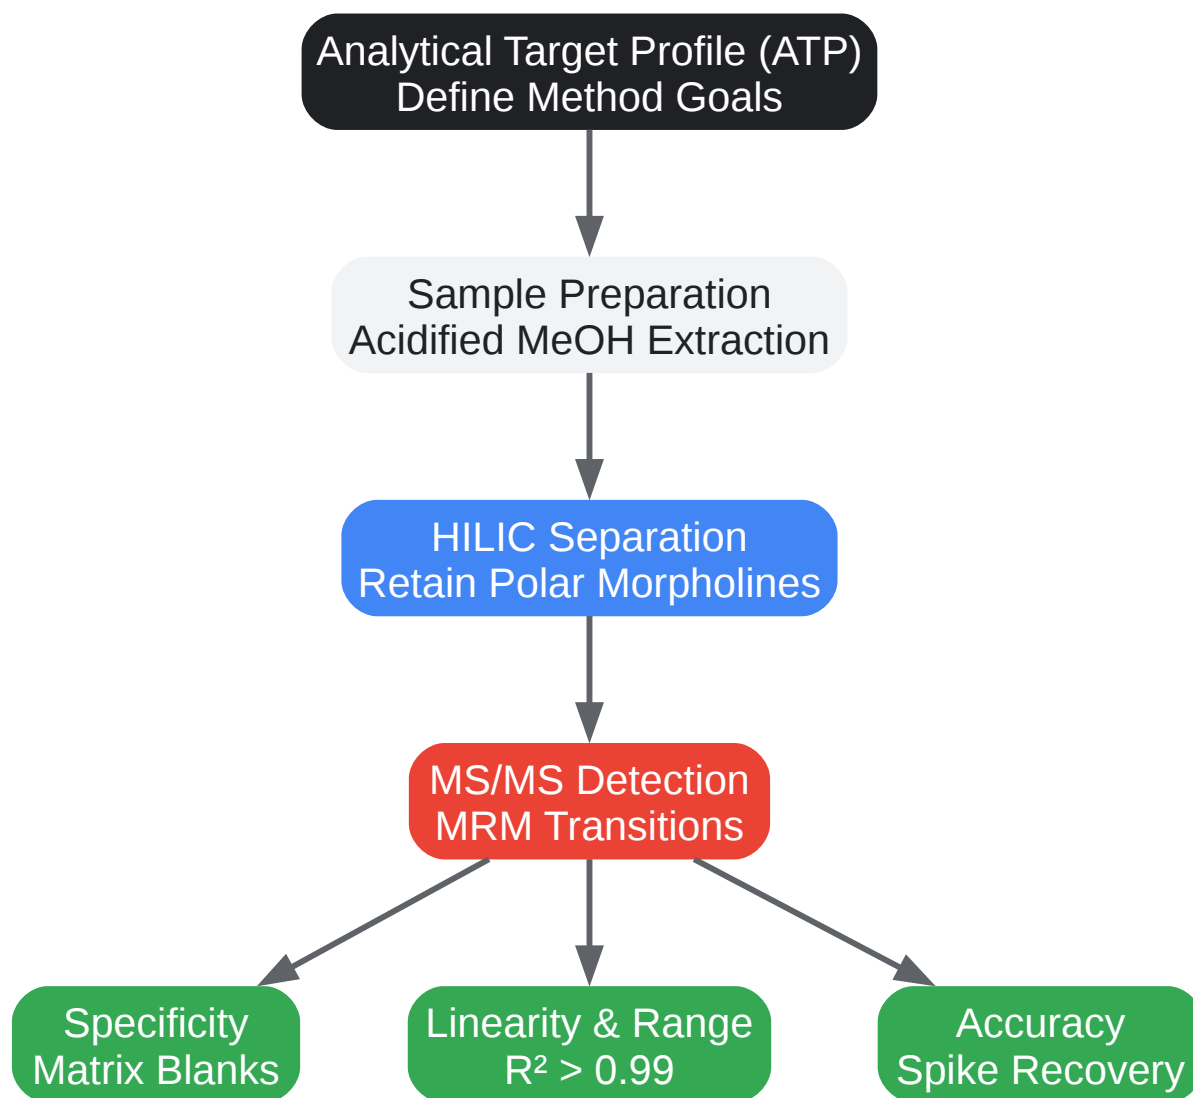 Analytical Target Profile (ATP)
Define Method Goals
Sample Preparation
Acidified MeOH Extraction
HILIC Separation
Retain Polar Morpholines
MS/MS Detection
MRM Transitions
Specificity
Matrix Blanks
Linearity & Range
R² > 0.99
Accuracy
Spike Recovery